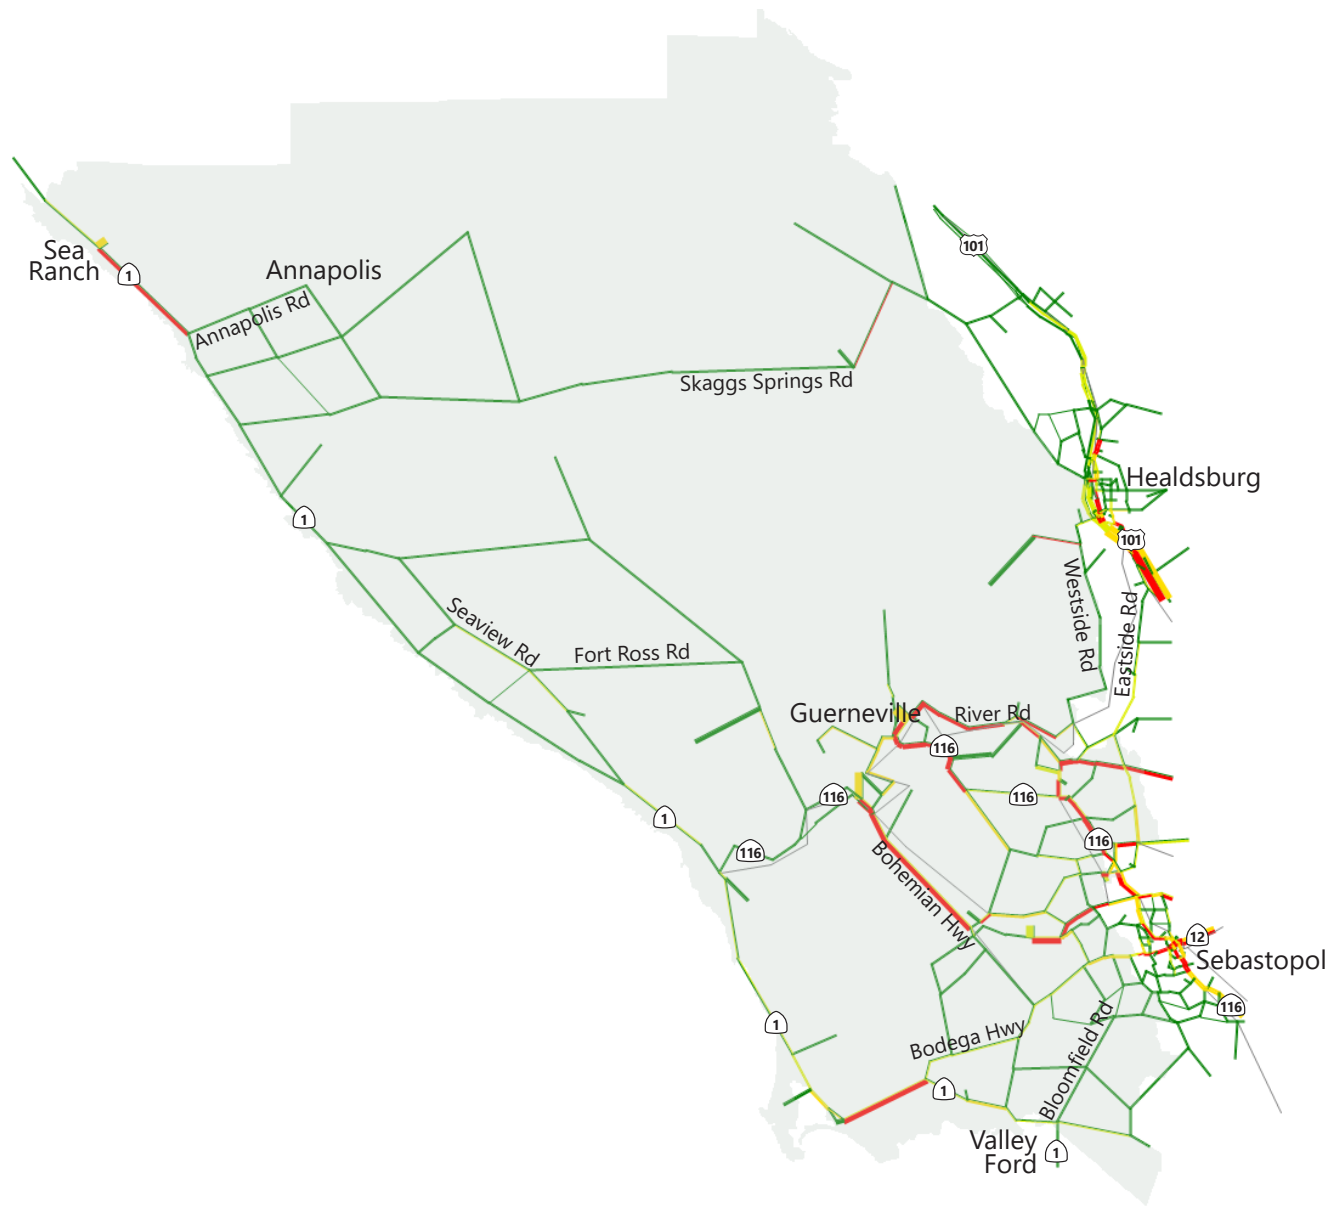 101
Sea
Ranch
1
Annapolis
Annapolis Rd
Skaggs Springs Rd
Healdsburg
1
101
Westside Rd
Eastside Rd
Seaview Rd
Fort Ross Rd
Guerneville
River Rd
116
116
116
1
116
116
Bohemian Hwy
12
Sebastopol
116
1
Bodega Hwy
Bloomfield Rd
1
Valley
Ford
1